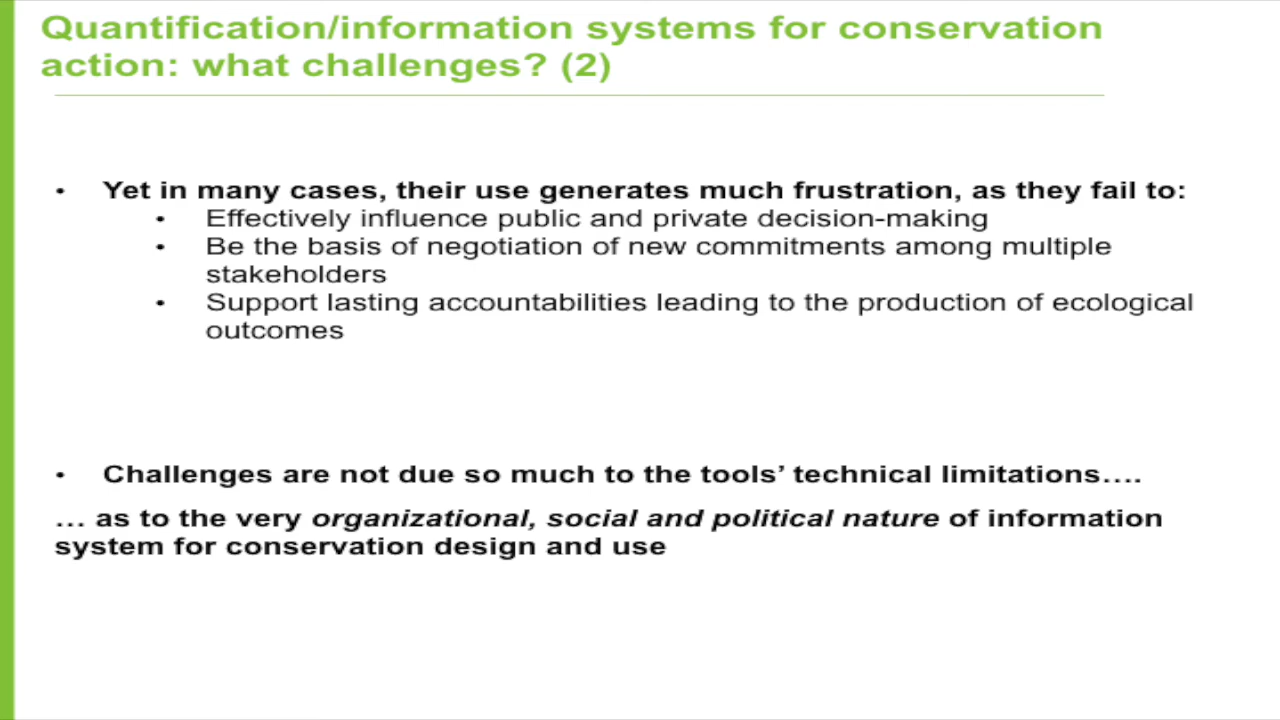 Quantification/information systems for conservation
action: what challenges? (2)
• Yet in many cases, their use generates much frustration, as they fail to:
• Effectively influence public and private decision-making
• Be the basis of negotiation of new commitments among multiple
stakeholders
• Support lasting accountabilities leading to the production of ecological
outcomes
• Challenges are not due so much to the tools’ technical limitations….
… as to the very organizational, social and political nature of information
system for conservation design and use